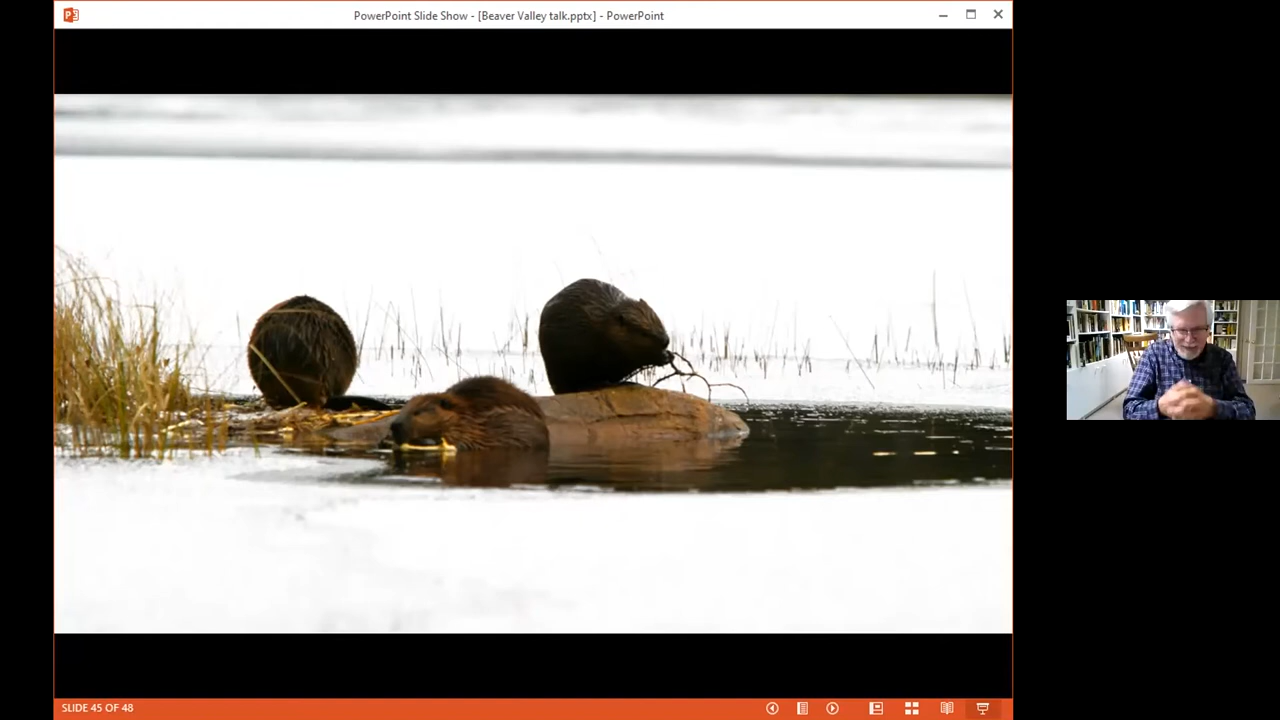 PowerPoint Slide Show - [Beaver Valley talk.pptx] - PowerPoint
SLIDE 45 OF 48